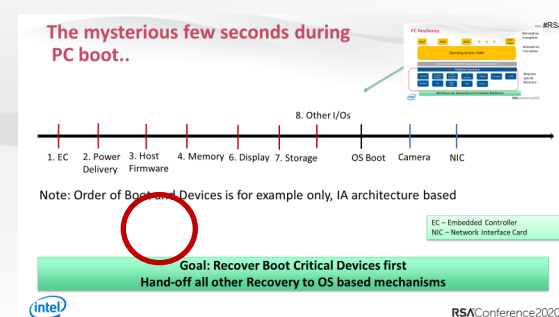 The mysterious few seconds during
PC boot..
#RSA
PC Resiliency
Operating System (VMM)
8. Other I/Os
1. EC
2. Power
Delivery
3. Host
Firmware
4. Memory
6. Display
7. Storage
OS Boot
Camera
NIC
Note: Order of Boot and Devices is for example only, IA architecture based
EC – Embedded Controller
NIC – Network Interface Card
Goal: Recover Boot Critical Devices first
Hand-off all other Recovery to OS based mechanisms
intel
RSAConference2020